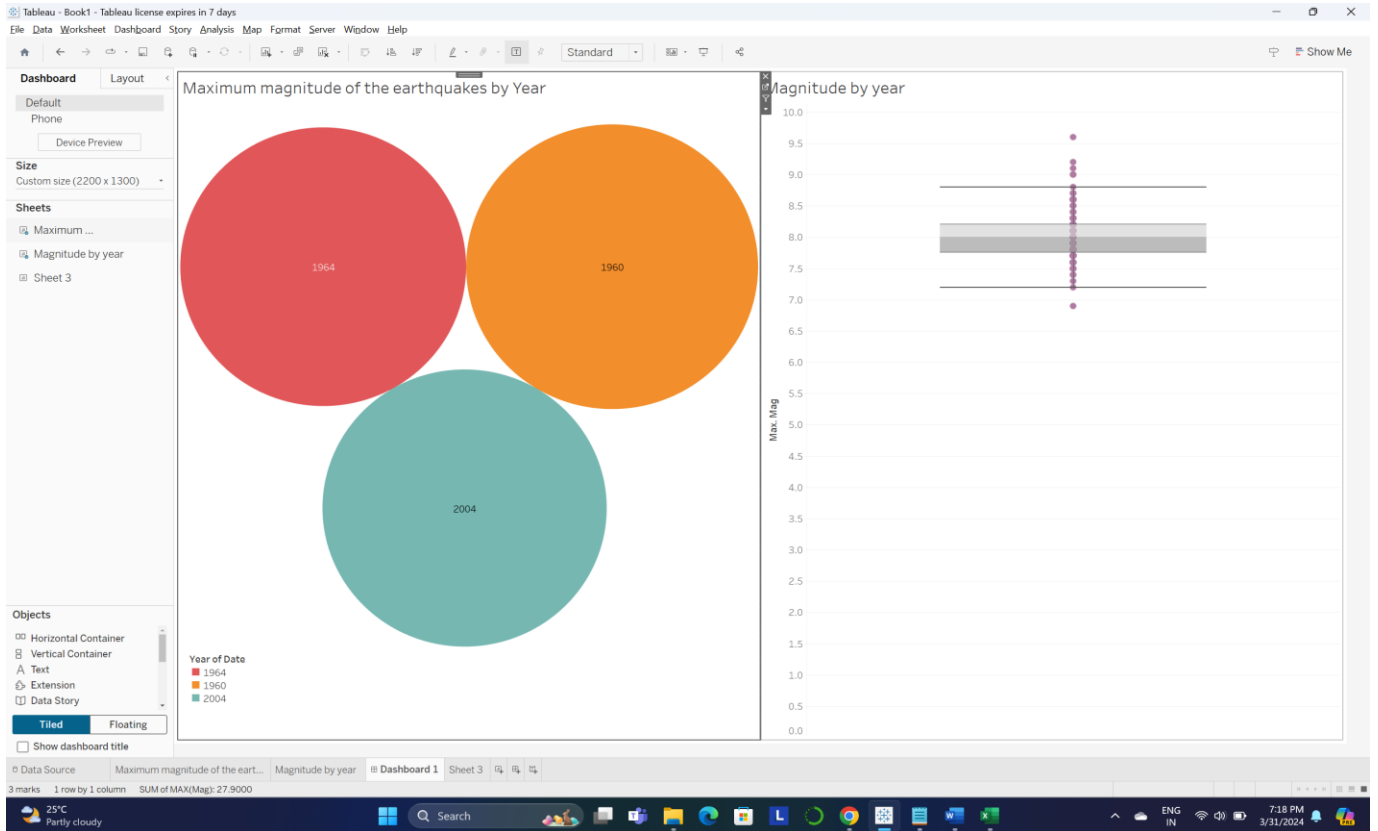 Tableau - Book1 - Tableau license expires in 7 days
File Data Worksheet Dashboard Story Analysis Map Format Server Window Help
Standard
Show Me
Dashboard Layout
Default
Phone
Device Preview
Size
Custom size (2200 x 1300)
Sheets
Maximum ...
Magnitude by year
Sheet 3
Objects
Horizontal Container
Vertical Container
Text
Extension
Data Story
Tiled Floating
Show dashboard title
Maximum magnitude of the earthquakes by Year
1964
1960
2004
Year of Date
1964
1960
2004
Magnitude by year
Max. Mag
10.0
9.5
9.0
8.5
8.0
7.5
7.0
6.5
6.0
5.5
5.0
4.5
4.0
3.5
3.0
2.5
2.0
1.5
1.0
0.5
0.0
Data Source Maximum magnitude of the eart... Magnitude by year Dashboard 1 Sheet 3
3 marks 1 row by 1 column SUM of MAX(Mag): 27.9000
25°C
Partly cloudy
Search
ENG
IN
7:18 PM
3/31/2024